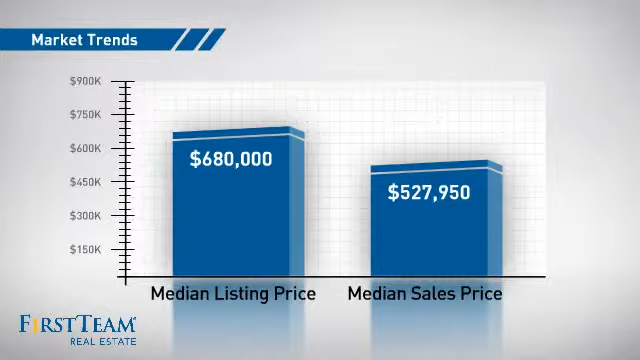 Market Trends
$900K
$750K
$600K
$450K
$300K
$150K
$680,000
$527,950
Median Listing Price
Median Sales Price
FIRSTTEAM®
REAL ESTATE